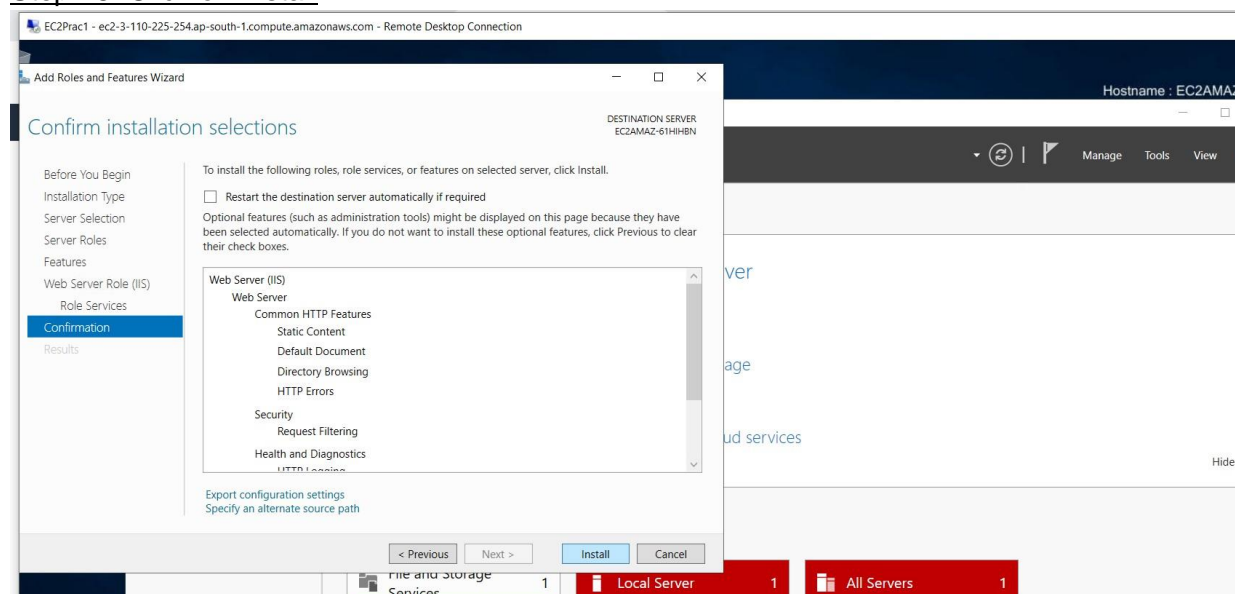 EC2Prac1 - ec2-3-110-225-254.ap-south-1.compute.amazonaws.com - Remote Desktop Connection
Add Roles and Features Wizard
Hostname : EC2AMAZ
Confirm installation selections
DESTINATION SERVER
EC2AMAZ-61HIHBN
Manage Tools View
Before You Begin
Installation Type
Server Selection
Server Roles
Features
Web Server Role (IIS)
Role Services
Confirmation
Results
To install the following roles, role services, or features on selected server, click Install.
Restart the destination server automatically if required
Optional features (such as administration tools) might be displayed on this page because they have
been selected automatically. If you do not want to install these optional features, click Previous to clear
their check boxes.
Web Server (IIS)
Web Server
Common HTTP Features
Static Content
Default Document
Directory Browsing
HTTP Errors
Security
Request Filtering
Health and Diagnostics
HTTP Logging
Export configuration settings
Specify an alternate source path
< Previous Next > Install Cancel
ver
age
ud services
Hide
File and Storage
Services 1
Local Server 1
All Servers 1